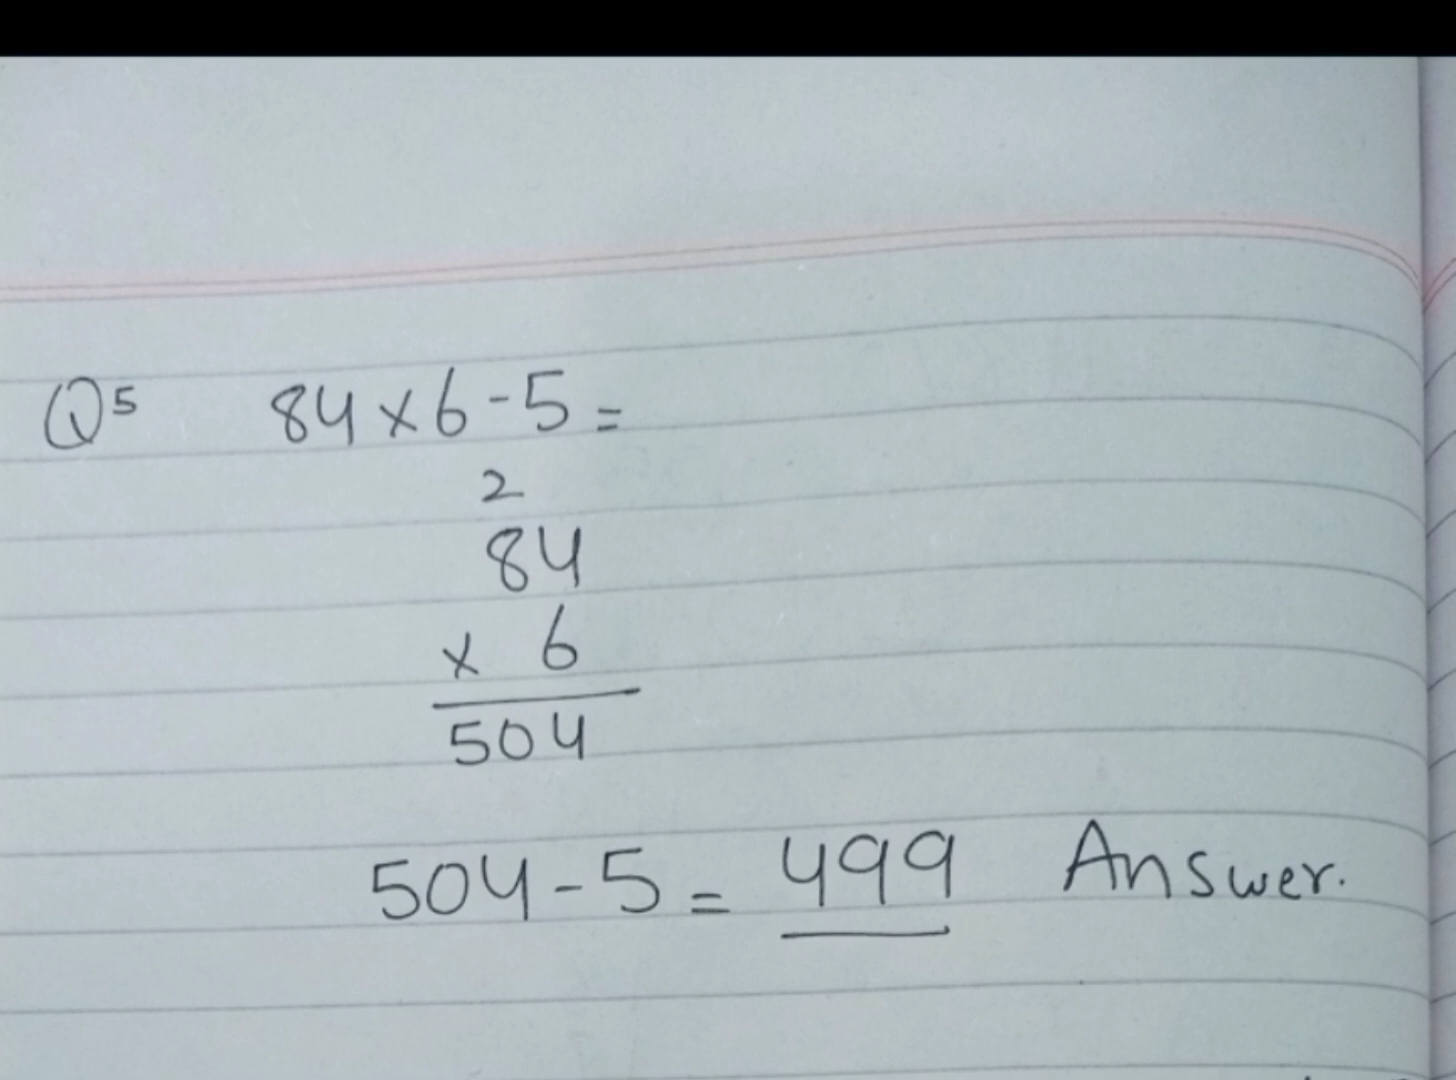 Q5 84 x 6 - 5 =
2
84
x 6
504
504 - 5 = 499 Answer.